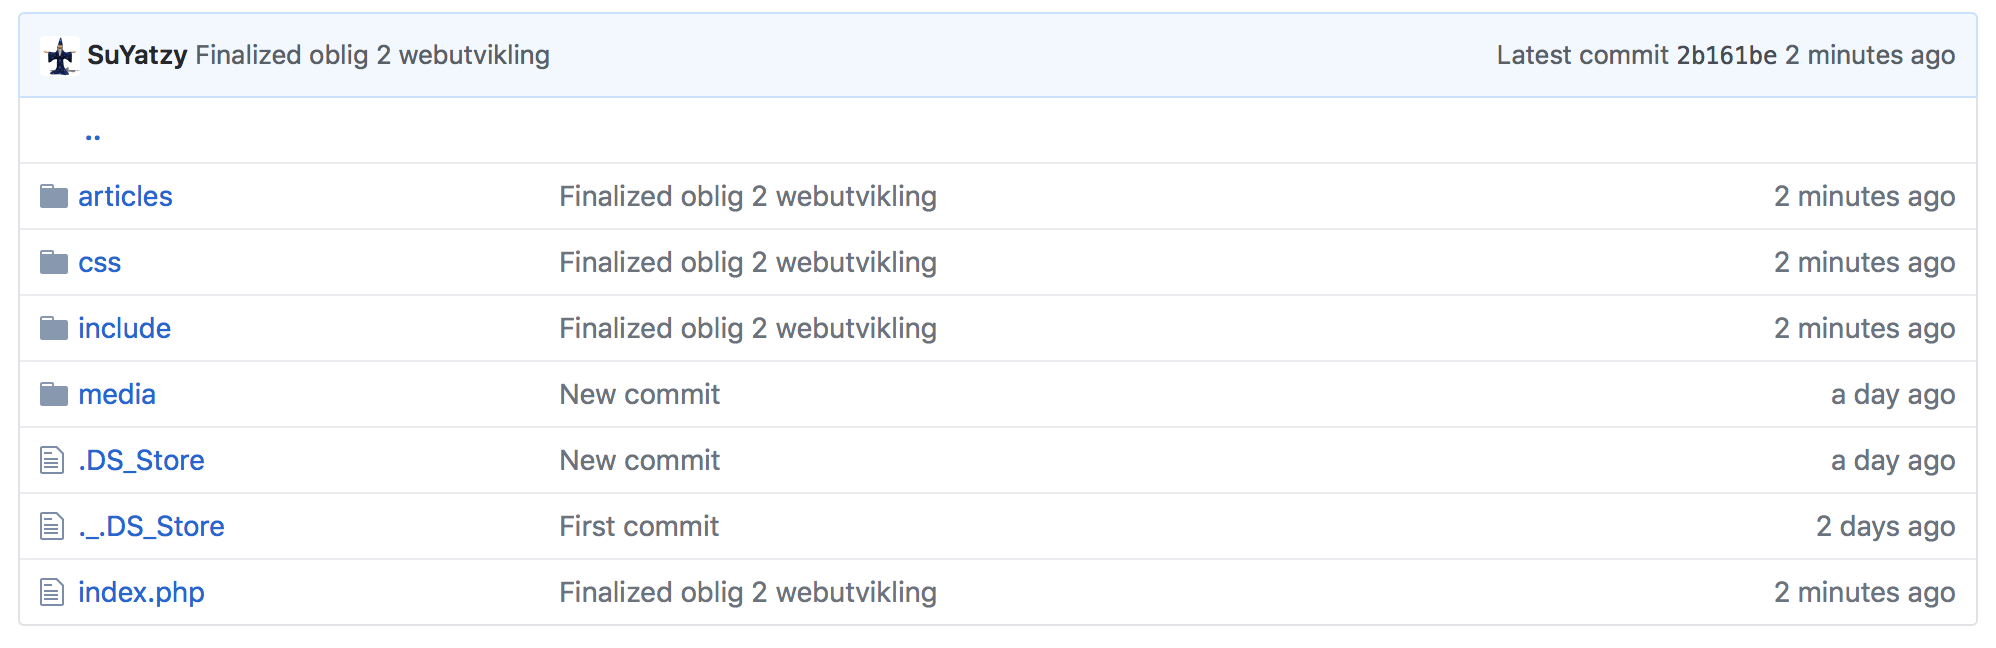 SuYatzy Finalized oblig 2 webutvikling Latest commit 2b161be 2 minutes ago
..
articles Finalized oblig 2 webutvikling 2 minutes ago
css Finalized oblig 2 webutvikling 2 minutes ago
include Finalized oblig 2 webutvikling 2 minutes ago
media New commit a day ago
.DS_Store New commit a day ago
._.DS_Store First commit 2 days ago
index.php Finalized oblig 2 webutvikling 2 minutes ago